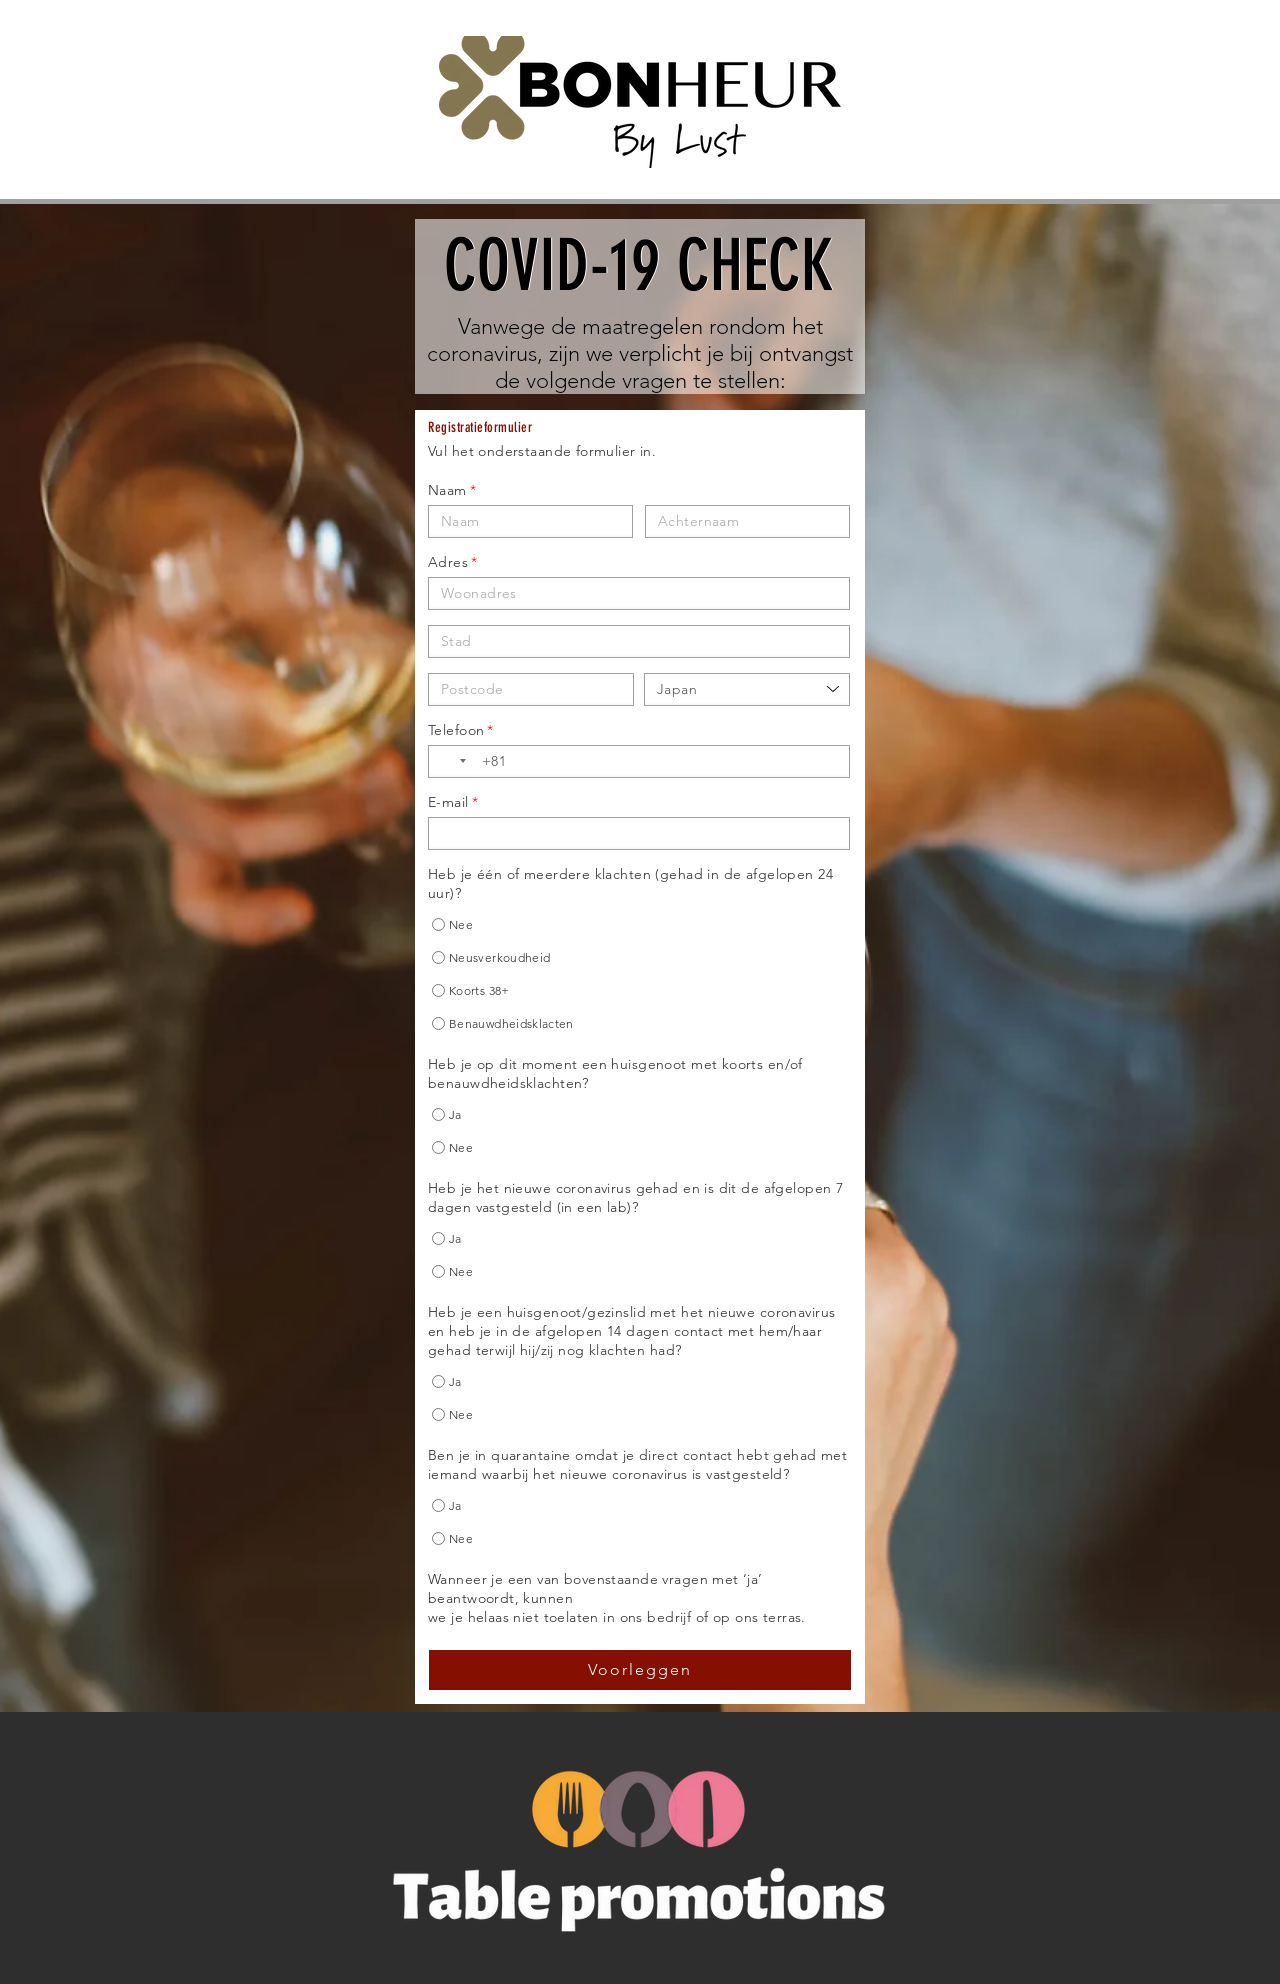 BONHEUR
By Lust
COVID-19 CHECK
Vanwege de maatregelen rondom het
coronavirus, zijn we verplicht je bij ontvangst
de volgende vragen te stellen:
Registratieformulier
Vul het onderstaande formulier in.
Naam *
Naam Achternaam
Adres *
Woonadres
Stad
Postcode Japan
Telefoon *
+81
E-mail *
Heb je één of meerdere klachten (gehad in de afgelopen 24
uur)?
Nee
Neusverkoudheid
Koorts 38+
Benauwdheidsklacten
Heb je op dit moment een huisgenoot met koorts en/of
benauwdheidsklachten?
Ja
Nee
Heb je het nieuwe coronavirus gehad en is dit de afgelopen 7
dagen vastgesteld (in een lab)?
Ja
Nee
Heb je een huisgenoot/gezinslid met het nieuwe coronavirus
en heb je in de afgelopen 14 dagen contact met hem/haar
gehad terwijl hij/zij nog klachten had?
Ja
Nee
Ben je in quarantaine omdat je direct contact hebt gehad met
iemand waarbij het nieuwe coronavirus is vastgesteld?
Ja
Nee
Wanneer je een van bovenstaande vragen met ‘ja’
beantwoordt, kunnen
we je helaas niet toelaten in ons bedrijf of op ons terras.
Voorleggen
Table promotions